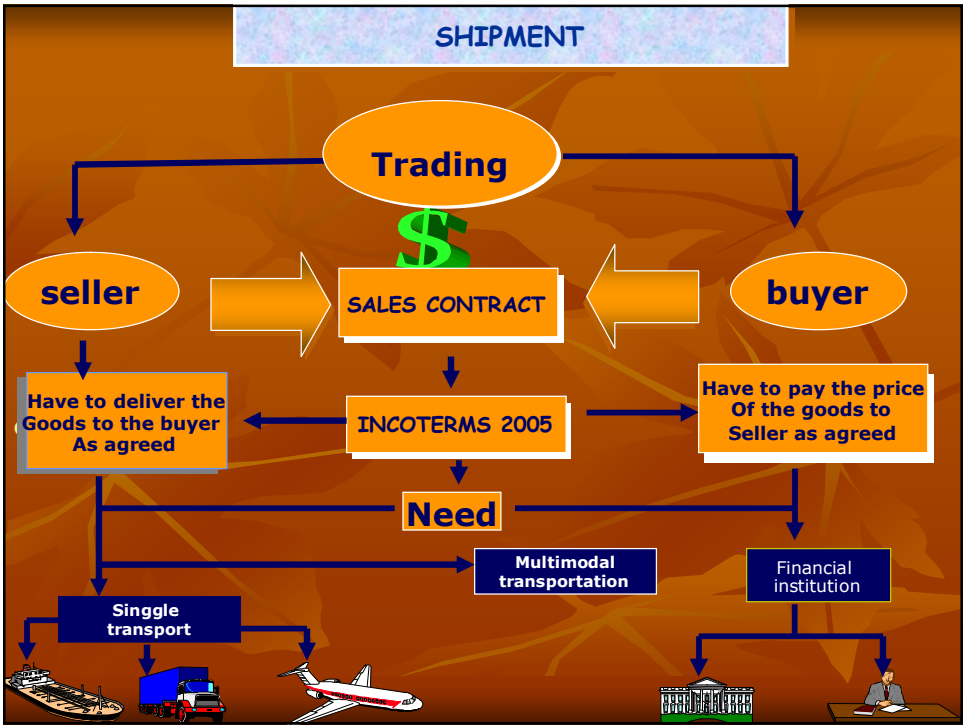 SHIPMENT
Trading
$
seller
SALES CONTRACT
buyer
Have to deliver the
Goods to the buyer
As agreed
INCOTERMS 2005
Have to pay the price
Of the goods to
Seller as agreed
Need
Multimodal
transportation
Financial
institution
Singgle
transport